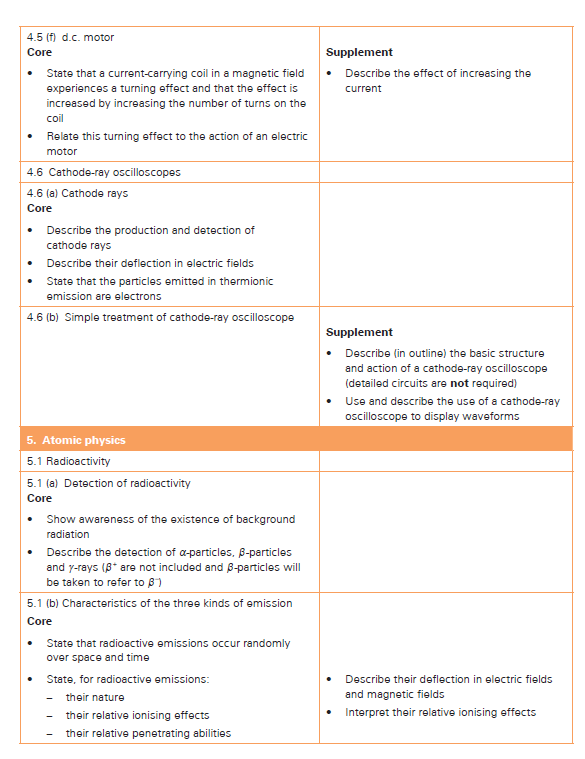 4.5 (f) d.c. motor
Core
• State that a current-carrying coil in a magnetic field
experiences a turning effect and that the effect is
increased by increasing the number of turns on the
coil
• Relate this turning effect to the action of an electric
motor
Supplement
• Describe the effect of increasing the
current
4.6 Cathode-ray oscilloscopes
4.6 (a) Cathode rays
Core
• Describe the production and detection of
cathode rays
• Describe their deflection in electric fields
• State that the particles emitted in thermionic
emission are electrons
4.6 (b) Simple treatment of cathode-ray oscilloscope
Supplement
• Describe (in outline) the basic structure
and action of a cathode-ray oscilloscope
(detailed circuits are not required)
• Use and describe the use of a cathode-ray
oscilloscope to display waveforms
5. Atomic physics
5.1 Radioactivity
5.1 (a) Detection of radioactivity
Core
• Show awareness of the existence of background
radiation
• Describe the detection of α-particles, β-particles
and γ-rays (β⁺ are not included and β-particles will
be taken to refer to β⁻)
5.1 (b) Characteristics of the three kinds of emission
Core
• State that radioactive emissions occur randomly
over space and time
• State, for radioactive emissions:
– their nature
– their relative ionising effects
– their relative penetrating abilities
• Describe their deflection in electric fields
and magnetic fields
• Interpret their relative ionising effects